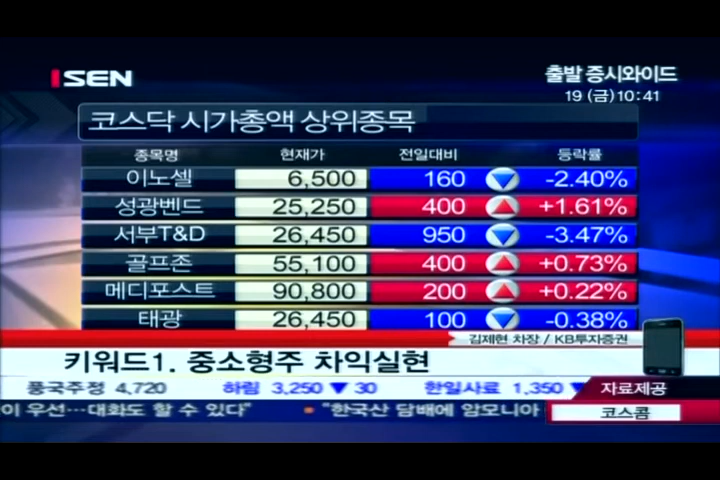 SEN
출발 증시와이드
19 (금) 10:41
코스닥 시가총액 상위종목
종목명 현재가 전일대비 등락률
이노셀 6,500 160 ▼ -2.40%
성광벤드 25,250 400 ▲ +1.61%
서부T&D 26,450 950 ▼ -3.47%
골프존 55,100 400 ▲ +0.73%
메디포스트 90,800 200 ▲ +0.22%
태광 26,450 100 ▼ -0.38%
김제현 차장 / KB투자증권
키워드1. 중소형주 차익실현
풍국주정 4,720 하림 3,250 ▼ 30 한일사료 1,350 ▼
자료제공
이 우선…대화도 할 수 있다" • "한국산 담배에 암모니아
코스콤